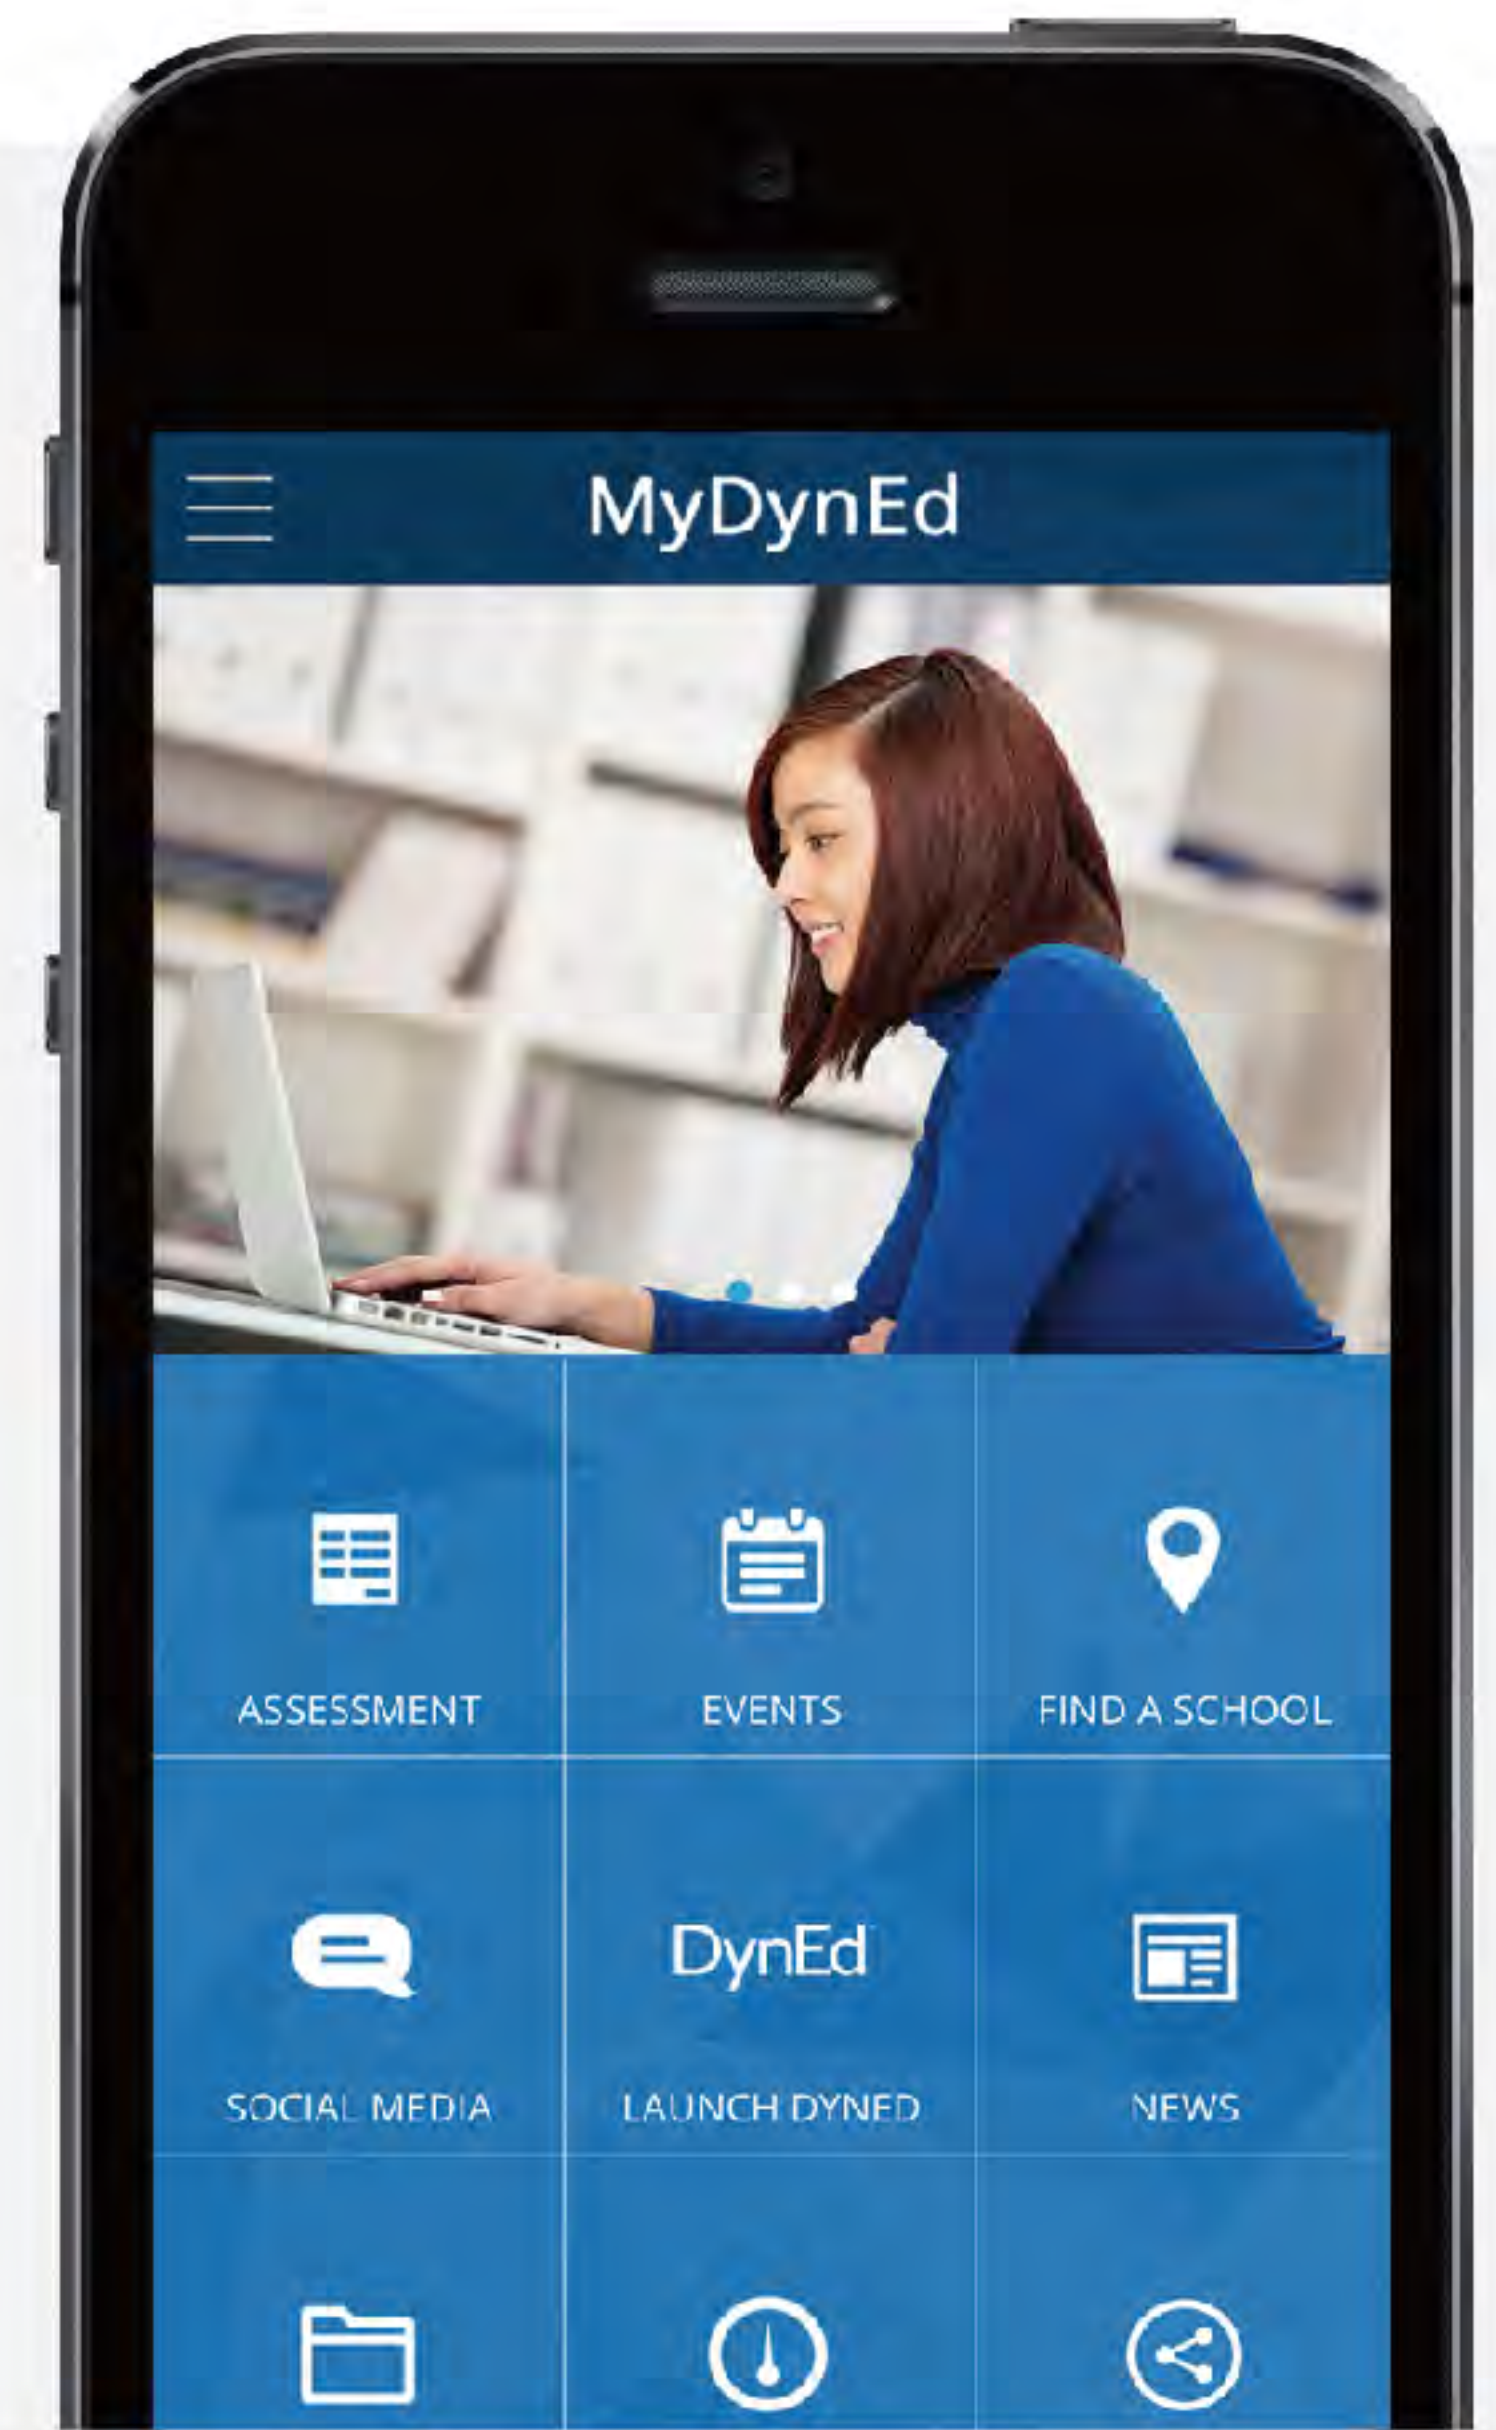 MyDynEd
ASSESSMENT
EVENTS
FIND A SCHOOL
DynEd
SOCIAL MEDIA
LAUNCH DYNED
NEWS